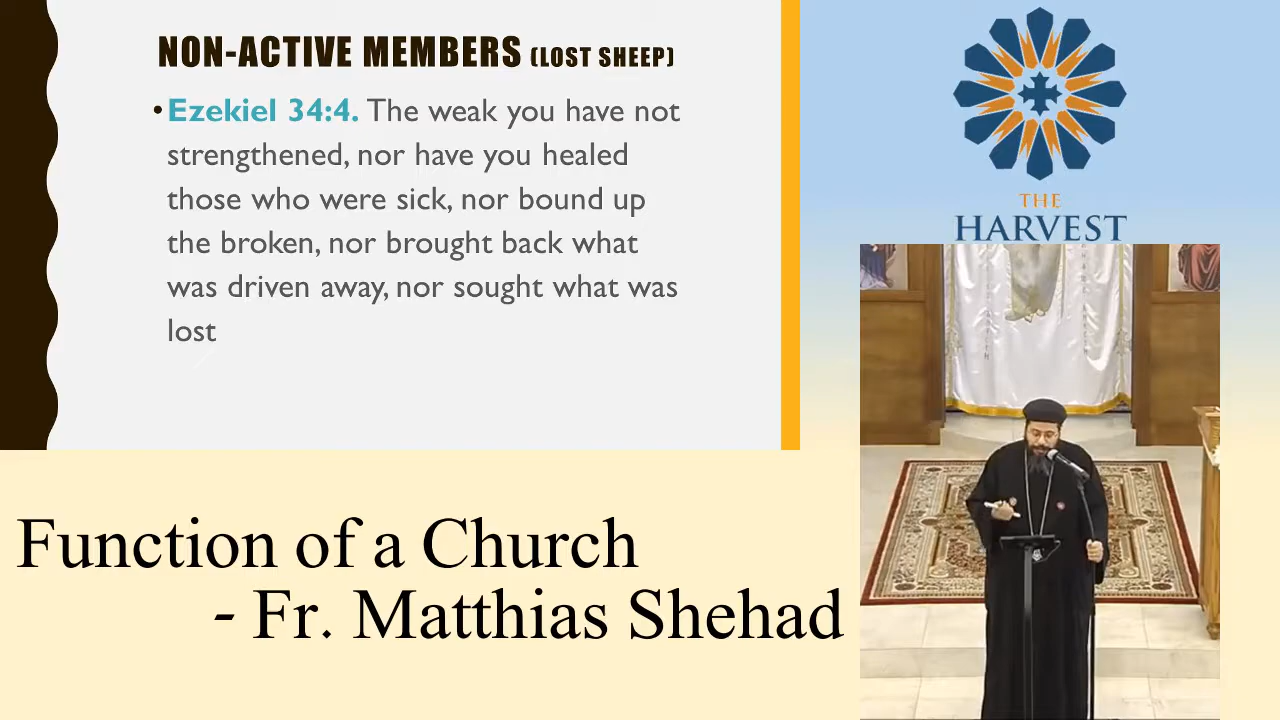 NON-ACTIVE MEMBERS (LOST SHEEP)
•Ezekiel 34:4. The weak you have not
strengthened, nor have you healed
those who were sick, nor bound up
the broken, nor brought back what
was driven away, nor sought what was
lost
THE
HARVEST
Function of a Church
- Fr. Matthias Shehad